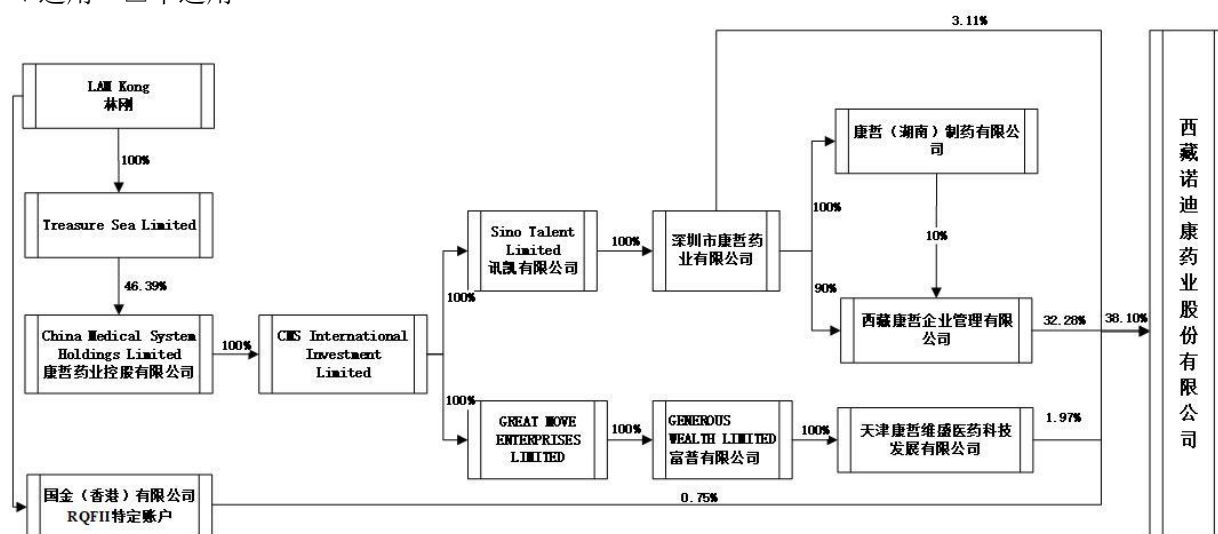 3.11%
LAM Kong
林刚
100%
Treasure Sea Limited
46.39%
China Medical System
Holdings Limited
康哲药业控股有限公司
100%
CMS International
Investment
Limited
100%
Sino Talent
Limited
讯凯有限公司
100%
深圳市康哲药
业有限公司
100%
康哲（湖南）制药有限公
司
10%
90%
西藏康哲企业管理有限公
公司
32.28%
38.10%
100%
GREAT MOVE
ENTERPRISES
LIMITED
100%
GENEROUS
WEALTH LIMITED
富普有限公司
100%
天津康哲维盛医药科技
发展有限公司
1.97%
国金（香港）有限公司
RQFII特定账户
0.75%
西藏诺迪康药业股份有限公司